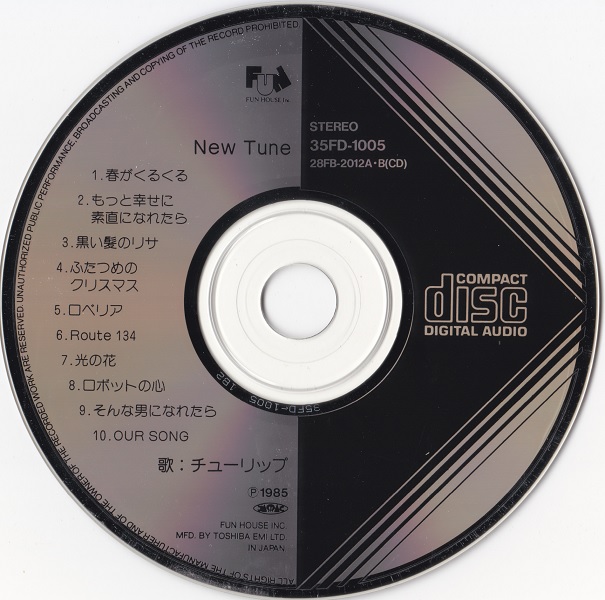 FUN
FUN HOUSE Inc.
New Tune
1.春がくるくる
2.もっと幸せに
素直になれたら
3.黒い髪のリサ
4.ふたつめの
クリスマス
5.ロベリア
6.Route 134
7.光の花
8.ロボットの心
9.そんな男になれたら
10.OUR SONG
歌：チューリップ
Ⓟ1985
FUN HOUSE INC.
MFD. BY TOSHIBA EMI LTD.
IN JAPAN.
STEREO
35FD-1005
28FB-2012A·B(CD)
COMPACT
disc
DIGITAL AUDIO
35FD-1005 1B2
ALL RIGHTS OF THE MANUFACTURER AND OF THE OWNER OF THE RECORDED WORK ARE RESERVED. UNAUTHORIZED PUBLIC PERFORMANCE, BROADCASTING AND COPYING OF THE RECORD PROHIBITED